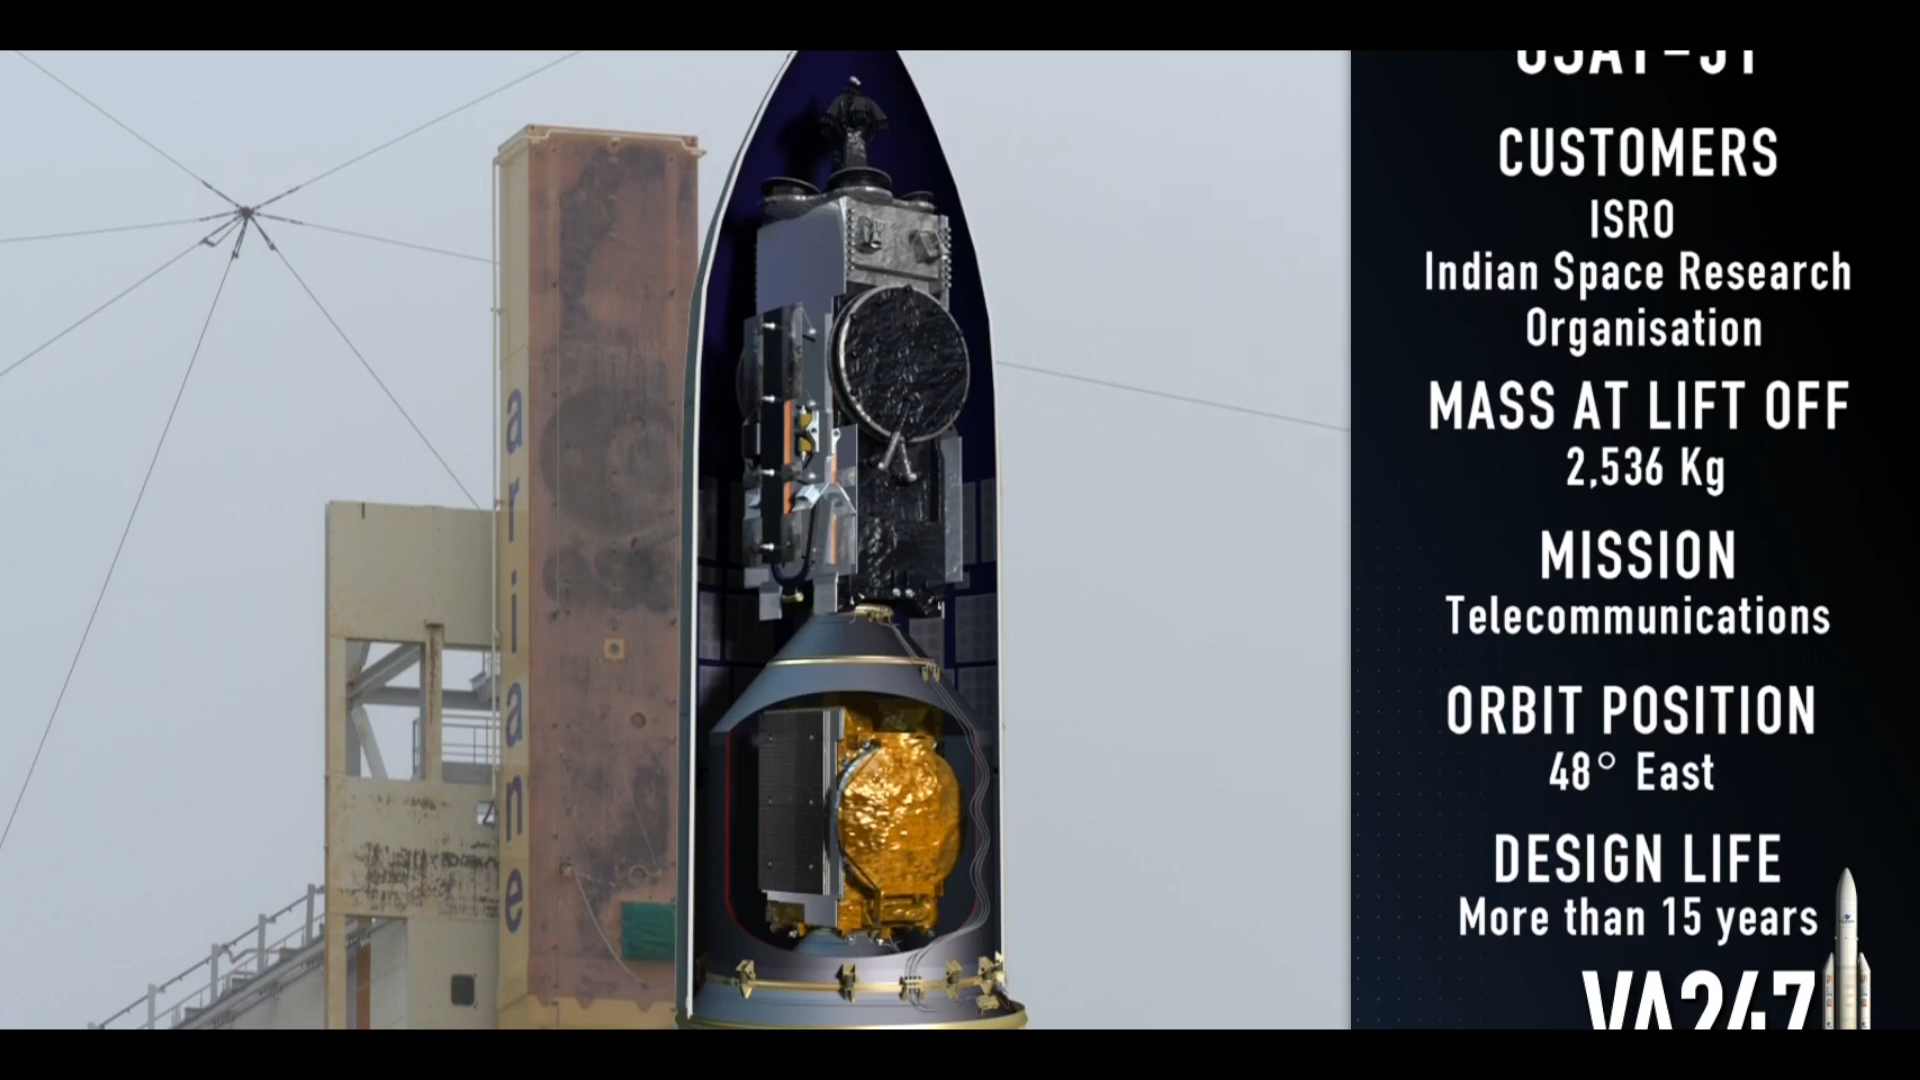 ariane
CUSTOMERS
ISRO
Indian Space Research
Organisation
MASS AT LIFT OFF
2,536 Kg
MISSION
Telecommunications
ORBIT POSITION
48° East
DESIGN LIFE
More than 15 years
VA247